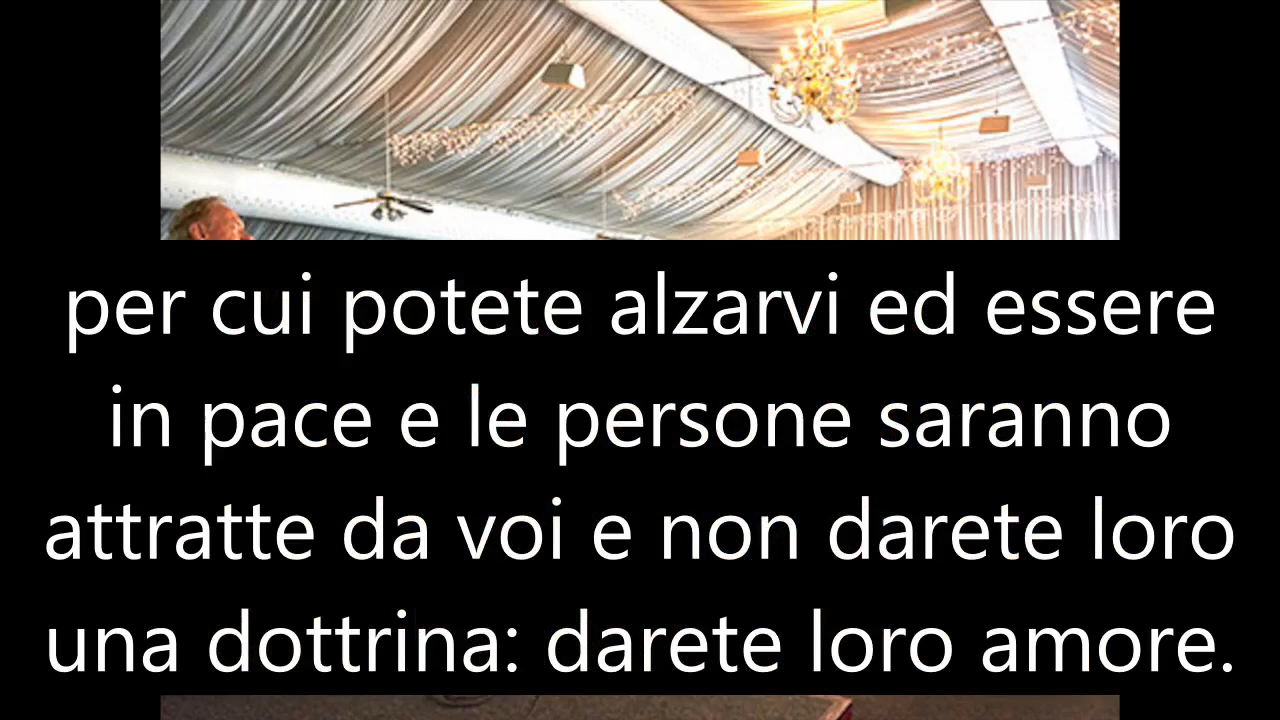 per cui potete alzarvi ed essere
in pace e le persone saranno
attratte da voi e non darete loro
una dottrina: darete loro amore.